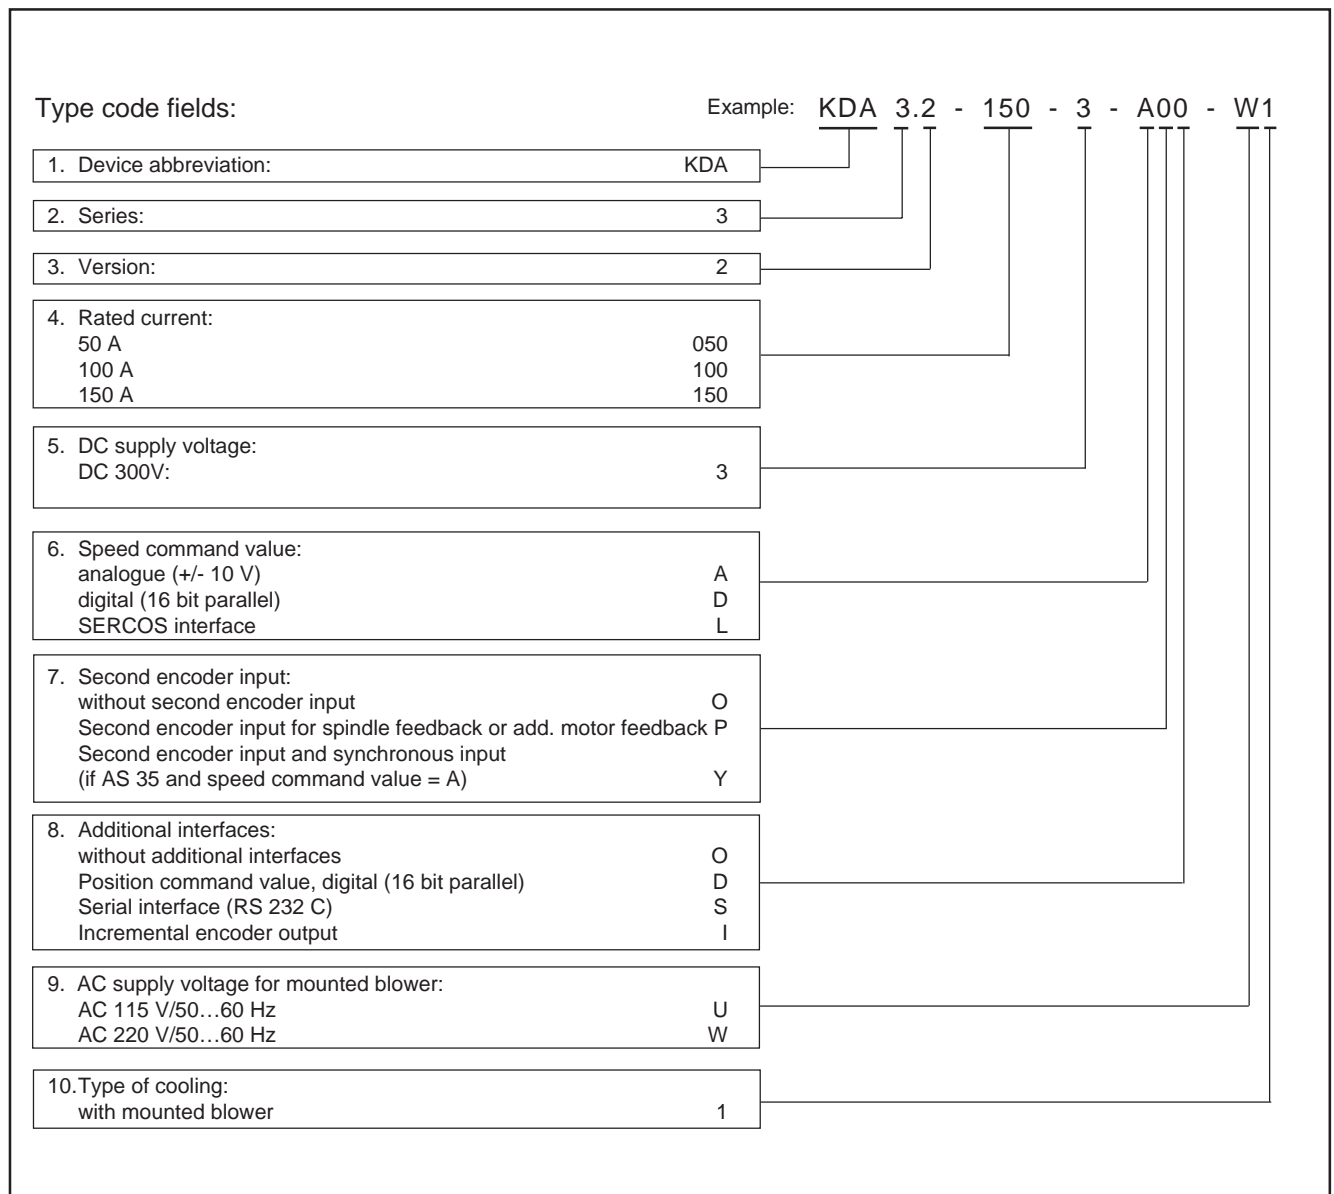 Type code fields:
Example: KDA 3.2 - 150 - 3 - A00 - W1
1. Device abbreviation: KDA
2. Series: 3
3. Version: 2
4. Rated current:
50 A 050
100 A 100
150 A 150
5. DC supply voltage:
DC 300V: 3
6. Speed command value:
analogue (+/- 10 V) A
digital (16 bit parallel) D
SERCOS interface L
7. Second encoder input:
without second encoder input O
Second encoder input for spindle feedback or add. motor feedback P
Second encoder input and synchronous input
(if AS 35 and speed command value = A) Y
8. Additional interfaces:
without additional interfaces O
Position command value, digital (16 bit parallel) D
Serial interface (RS 232 C) S
Incremental encoder output I
9. AC supply voltage for mounted blower:
AC 115 V/50…60 Hz U
AC 220 V/50…60 Hz W
10.Type of cooling:
with mounted blower 1